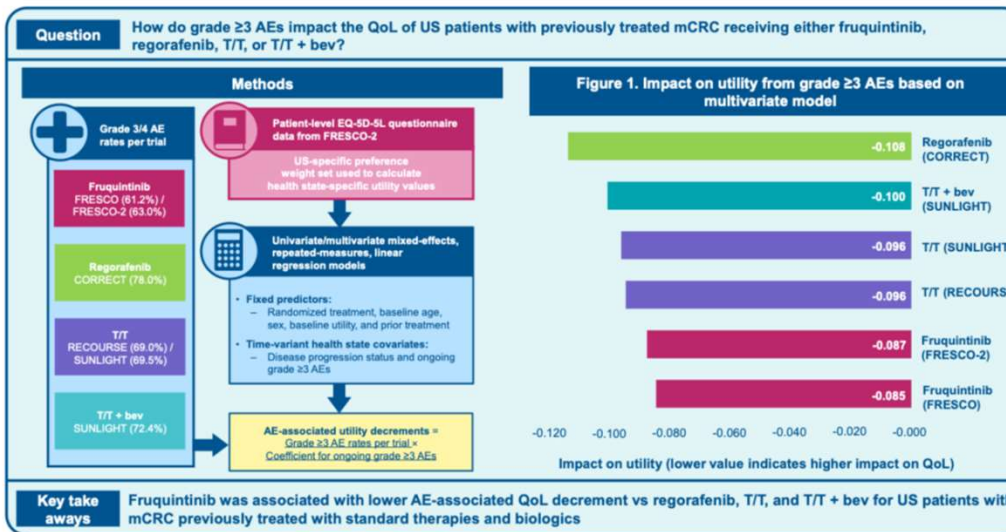 Question
How do grade ≥3 AEs impact the QoL of US patients with previously treated mCRC receiving either fruquintinib,
regorafenib, T/T, or T/T + bev?
Methods
Grade 3/4 AE
rates per trial
Fruquintinib
FRESCO (61.2%) /
FRESCO-2 (63.0%)
Regorafenib
CORRECT (78.0%)
T/T
RECOURSE (69.0%) /
SUNLIGHT (69.5%)
T/T + bev
SUNLIGHT (72.4%)
Patient-level EQ-5D-5L questionnaire
data from FRESCO-2
US-specific preference
weight set used to calculate
health state-specific utility values
Univariate/multivariate mixed-effects,
repeated-measures, linear
regression models
• Fixed predictors:
– Randomized treatment, baseline age,
sex, baseline utility, and prior treatment
• Time-variant health state covariates:
– Disease progression status and ongoing
grade ≥3 AEs
AE-associated utility decrements =
Grade ≥3 AE rates per trial ×
Coefficient for ongoing grade ≥3 AEs
Figure 1. Impact on utility from grade ≥3 AEs based on
multivariate model
-0.108
Regorafenib
(CORRECT)
-0.100
T/T + bev
(SUNLIGHT)
-0.096
T/T (SUNLIGHT
-0.096
T/T (RECOURS
-0.087
Fruquintinib
(FRESCO-2)
-0.085
Fruquintinib
(FRESCO)
-0.120 -0.100 -0.080 -0.060 -0.040 -0.020 -0.000
Impact on utility (lower value indicates higher impact on QoL)
Key take
aways
Fruquintinib was associated with lower AE-associated QoL decrement vs regorafenib, T/T, and T/T + bev for US patients wit
mCRC previously treated with standard therapies and biologics